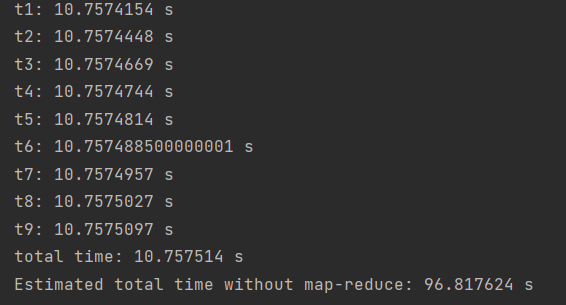 t1: 10.7574154 s
t2: 10.7574448 s
t3: 10.7574669 s
t4: 10.7574744 s
t5: 10.7574814 s
t6: 10.757488500000001 s
t7: 10.7574957 s
t8: 10.7575027 s
t9: 10.7575097 s
total time: 10.757514 s
Estimated total time without map-reduce: 96.817624 s